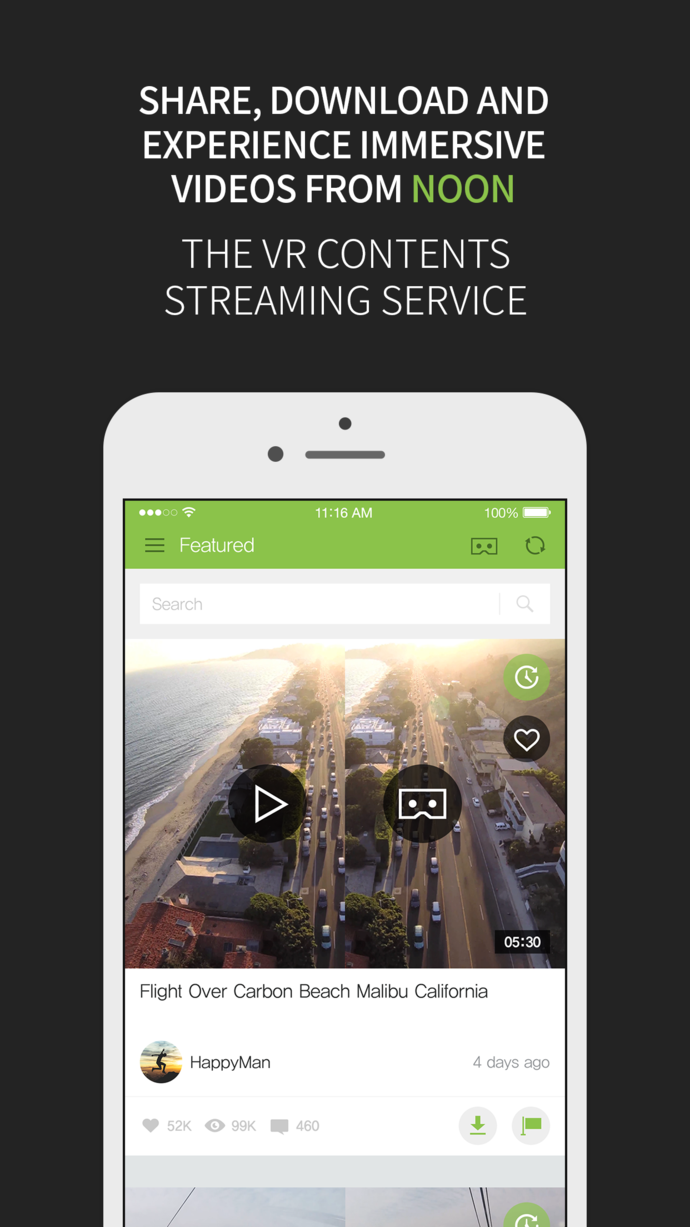 SHARE, DOWNLOAD AND
EXPERIENCE IMMERSIVE
VIDEOS FROM NOON
THE VR CONTENTS
STREAMING SERVICE
11:16 AM
100%
Featured
Search
05:30
Flight Over Carbon Beach Malibu California
HappyMan
4 days ago
52K
99K
460